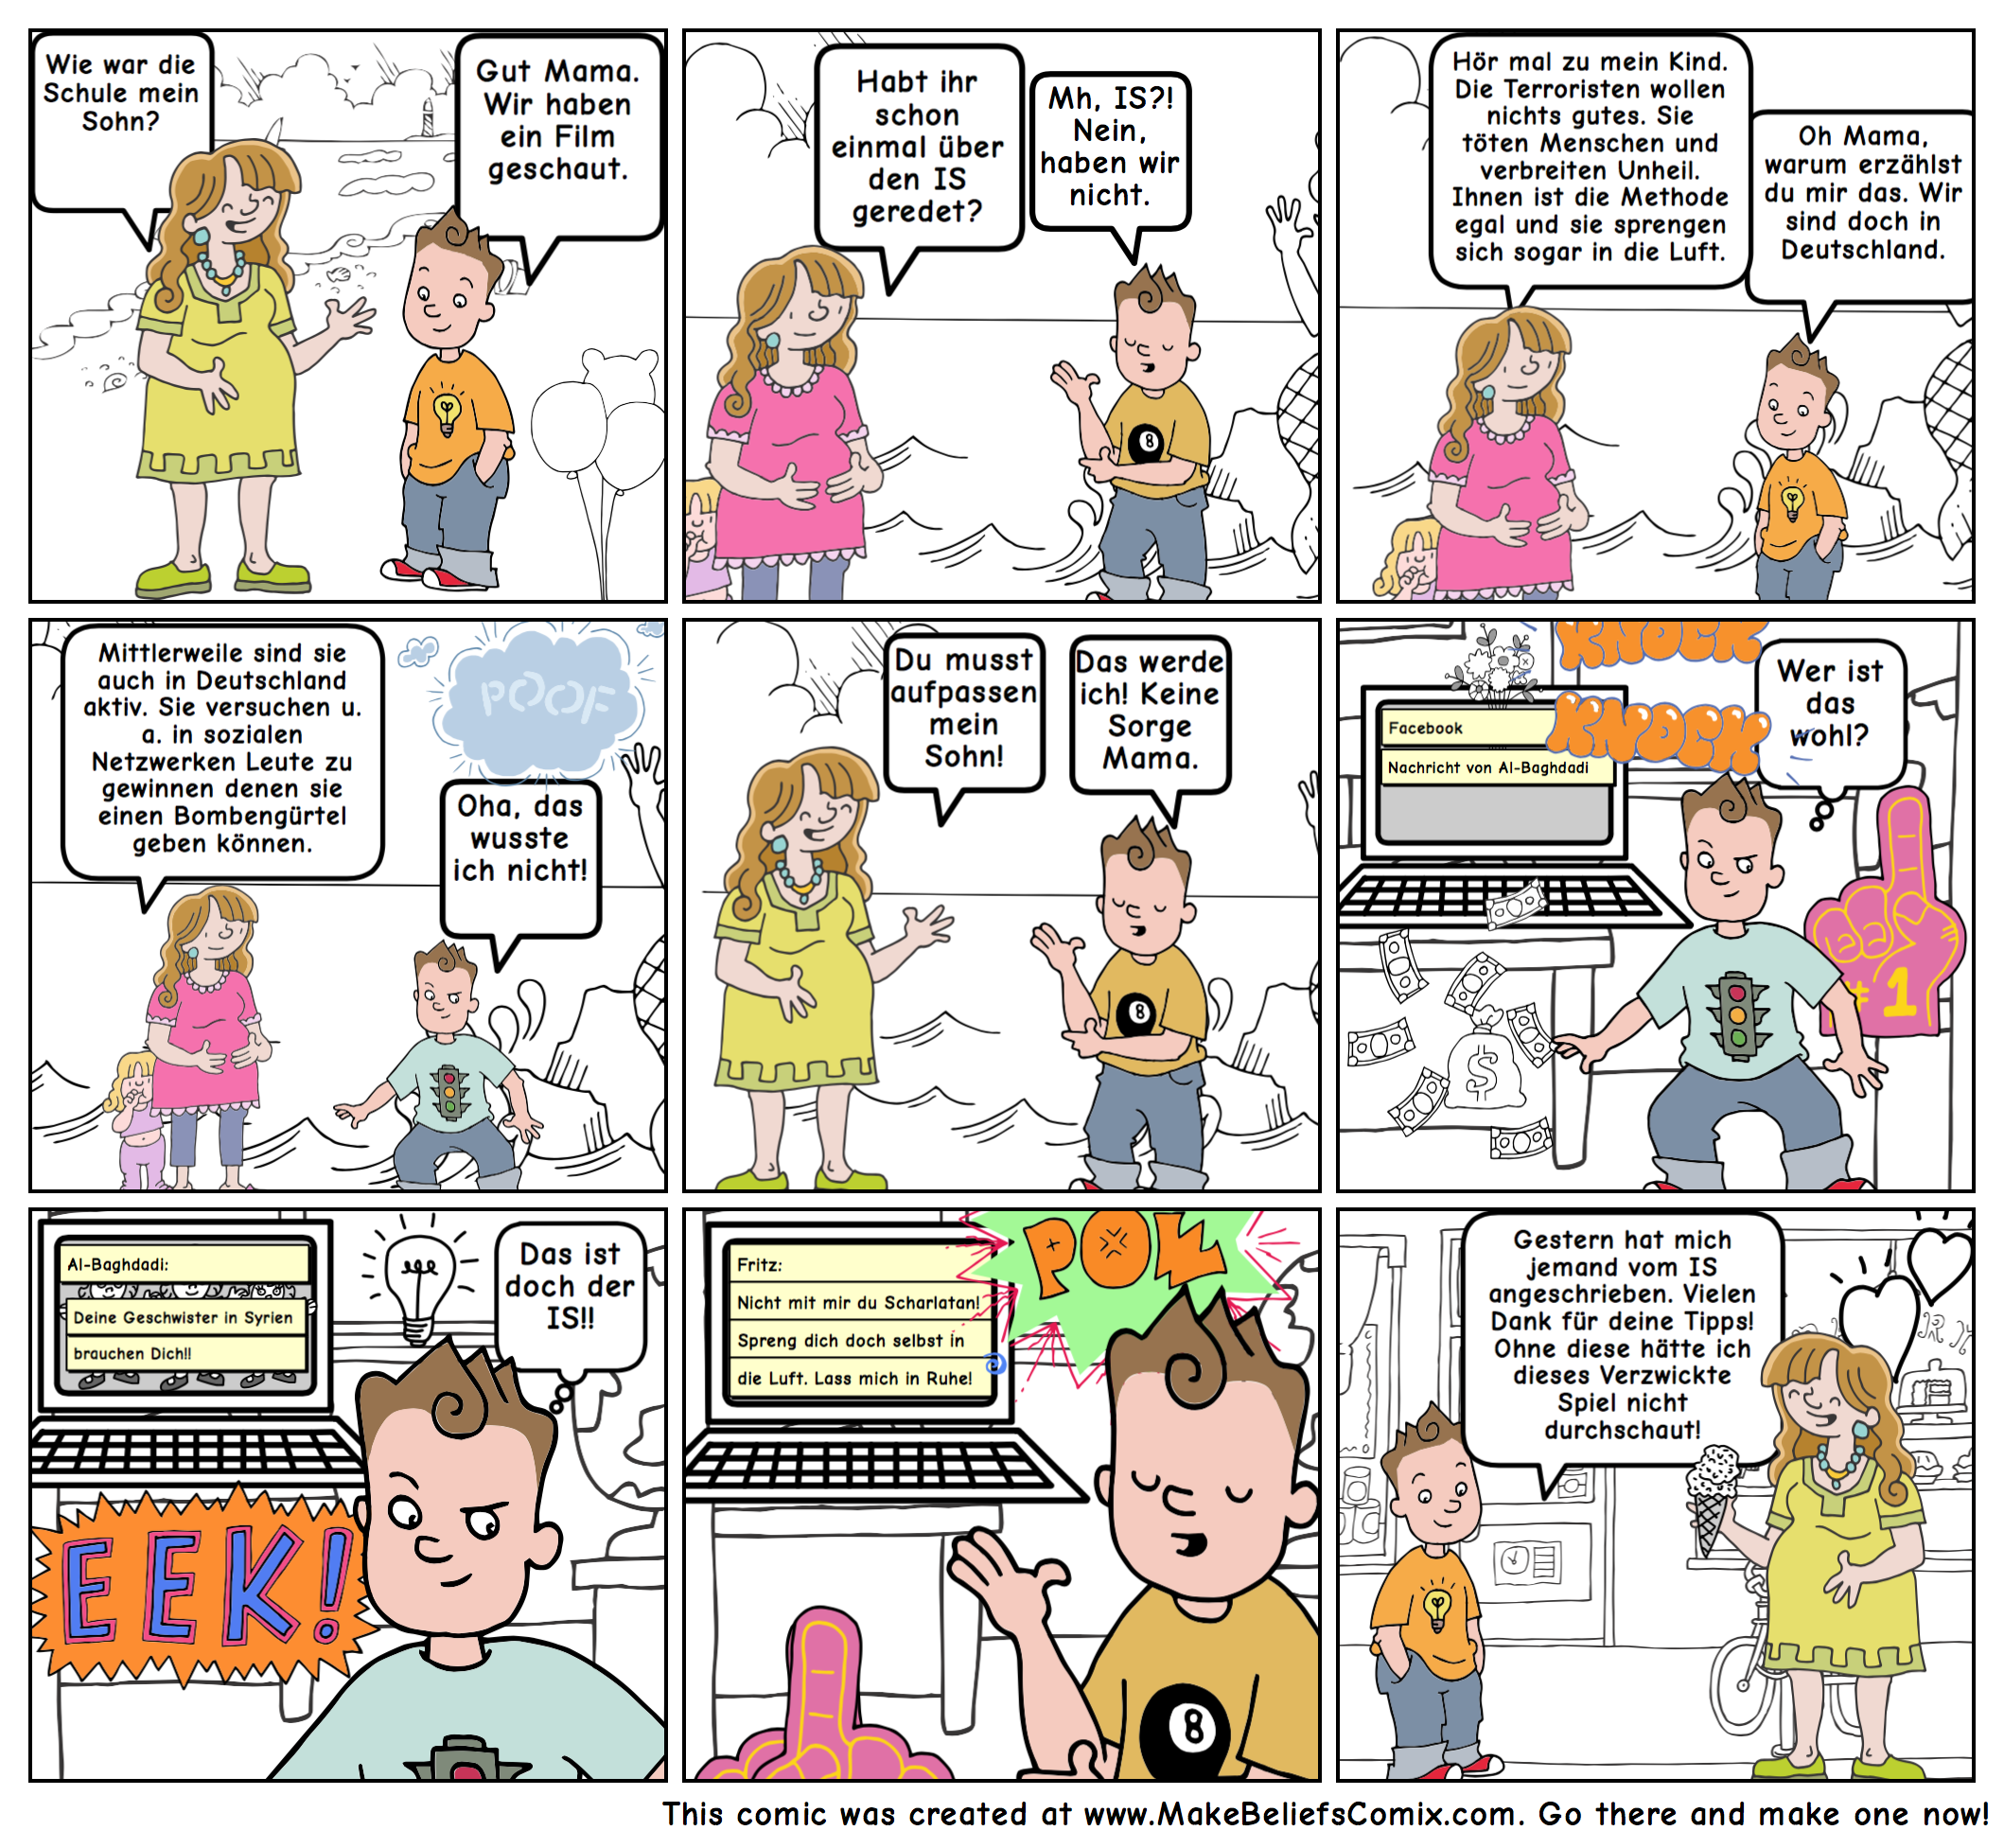 Wie war die
Schule mein
Sohn?
Gut Mama.
Wir haben
ein Film
geschaut.
Habt ihr
schon
einmal über
den IS
geredet?
Mh, IS?!
Nein,
haben wir
nicht.
Hör mal zu mein Kind.
Die Terroristen wollen
nichts gutes. Sie
töten Menschen und
verbreiten Unheil.
Ihnen ist die Methode
egal und sie sprengen
sich sogar in die Luft.
Oh Mama,
warum erzählst
du mir das. Wir
sind doch in
Deutschland.
Mittlerweile sind sie
auch in Deutschland
aktiv. Sie versuchen u.
a. in sozialen
Netzwerken Leute zu
gewinnen denen sie
einen Bombengürtel
geben können.
POOF
Oha, das
wusste
ich nicht!
8
Du musst
aufpassen
mein
Sohn!
Das werde
ich! Keine
Sorge
Mama.
8
KNOCK
KNOCK
Wer ist
das
wohl?
Facebook
Nachricht von Al-Baghdadi
$
#1
Al-Baghdadi:
Deine Geschwister in Syrien
brauchen Dich!!
Das ist
doch der
IS!!
EEK!
Fritz:
Nicht mit mir du Scharlatan!
Spreng dich doch selbst in
die Luft. Lass mich in Ruhe!
POW
8
Gestern hat mich
jemand vom IS
angeschrieben. Vielen
Dank für deine Tipps!
Ohne diese hätte ich
dieses Verzwickte
Spiel nicht
durchschaut!
This comic was created at www.MakeBeliefsComix.com. Go there and make one now!